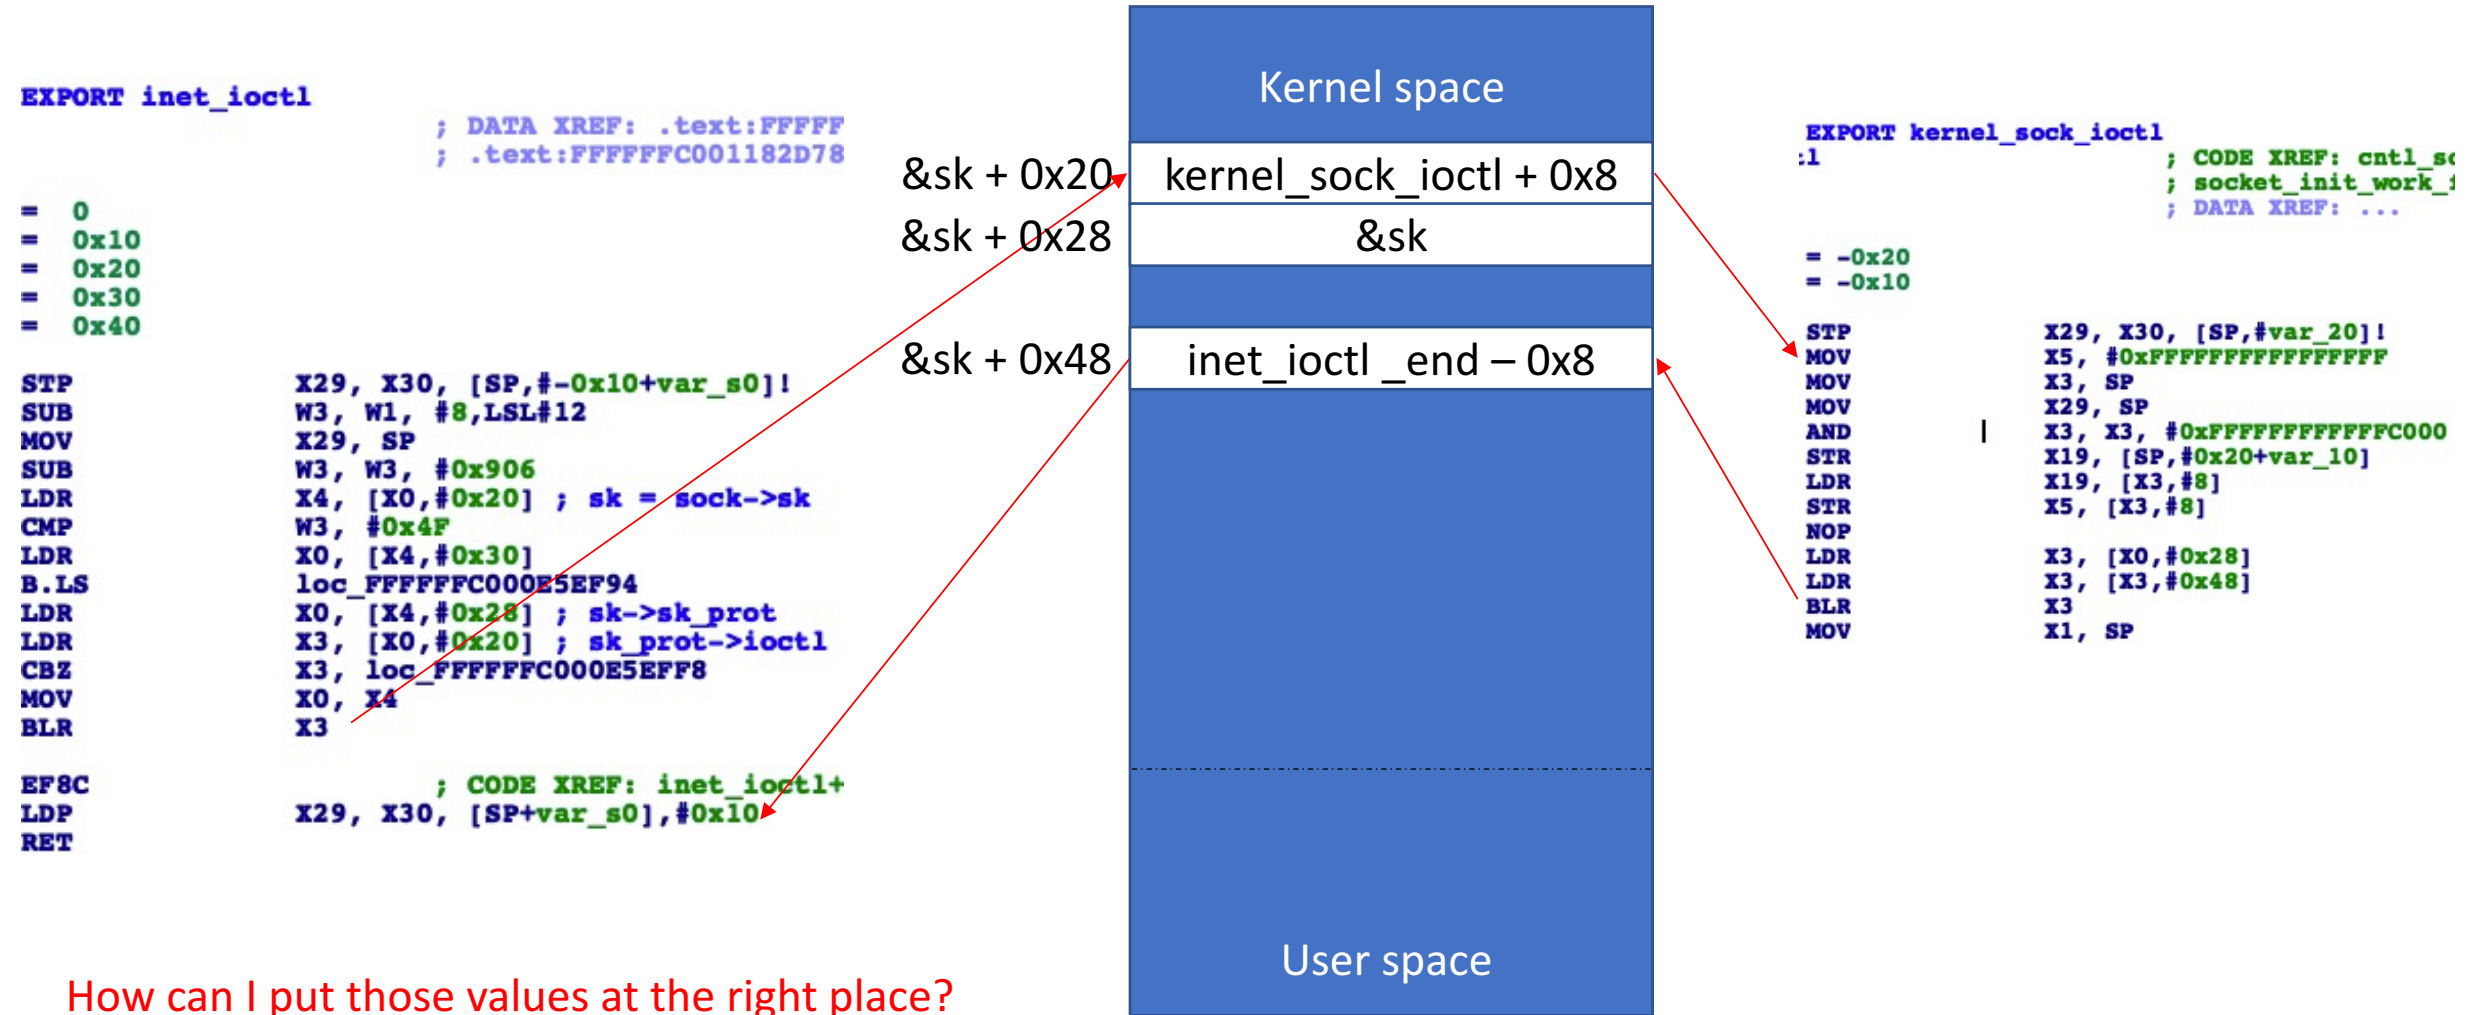 EXPORT inet_ioctl
; DATA XREF: .text:FFFFF
; .text:FFFFFFC001182D78
= 0
= 0x10
= 0x20
= 0x30
= 0x40
STP X29, X30, [SP,#-0x10+var_s0]!
SUB W3, W1, #8,LSL#12
MOV X29, SP
SUB W3, W3, #0x906
LDR X4, [X0,#0x20] ; sk = sock->sk
CMP W3, #0x4F
LDR X0, [X4,#0x30]
B.LS loc_FFFFFFC000E5EF94
LDR X0, [X4,#0x28] ; sk->sk_prot
LDR X3, [X0,#0x20] ; sk_prot->ioctl
CBZ X3, loc_FFFFFFC000E5EFF8
MOV X0, X4
BLR X3
EF8C ; CODE XREF: inet_ioctl+
LDP X29, X30, [SP+var_s0],#0x10
RET
How can I put those values at the right place?
Kernel space
&sk + 0x20 kernel_sock_ioctl + 0x8
&sk + 0x28 &sk
&sk + 0x48 inet_ioctl _end – 0x8
User space
EXPORT kernel_sock_ioctl
:l ; CODE XREF: cntl_so
; socket_init_work_f
; DATA XREF: ...
= -0x20
= -0x10
STP X29, X30, [SP,#var_20]!
MOV X5, #0xFFFFFFFFFFFFFFFF
MOV X3, SP
MOV X29, SP
AND X3, X3, #0xFFFFFFFFFFFFC000
STR X19, [SP,#0x20+var_10]
LDR X19, [X3,#8]
STR X5, [X3,#8]
NOP
LDR X3, [X0,#0x28]
LDR X3, [X3,#0x48]
BLR X3
MOV X1, SP